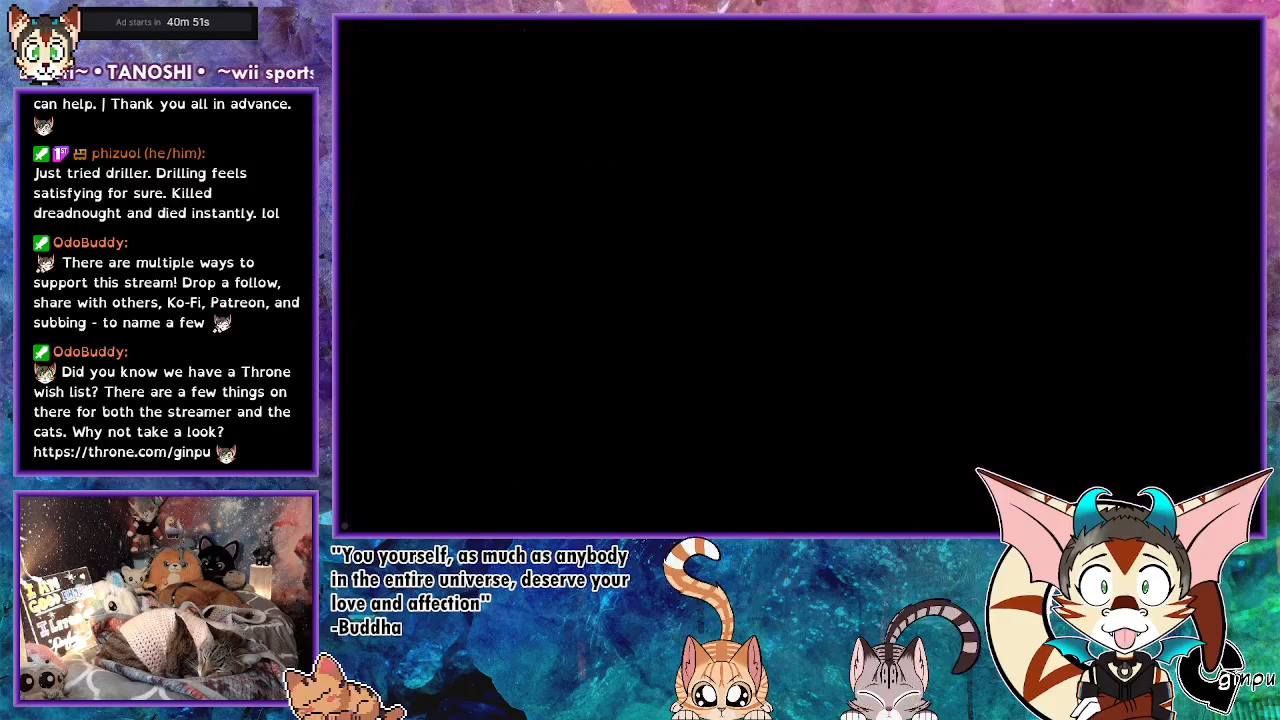 Ad starts in 40m 51s
• TANOSHI • ~wii sports
can help. | Thank you all in advance.
phizuol (he/him):
Just tried driller. Drilling feels
satisfying for sure. Killed
dreadnought and died instantly. lol
OdoBuddy:
There are multiple ways to
support this stream! Drop a follow,
share with others, Ko-Fi, Patreon, and
subbing - to name a few
OdoBuddy:
Did you know we have a Throne
wish list? There are a few things on
there for both the streamer and the
cats. Why not take a look?
https://throne.com/ginpu
I AM
GOOD
I LOVE
"You yourself, as much as anybody
in the entire universe, deserve your
love and affection"
-Buddha
ginpu